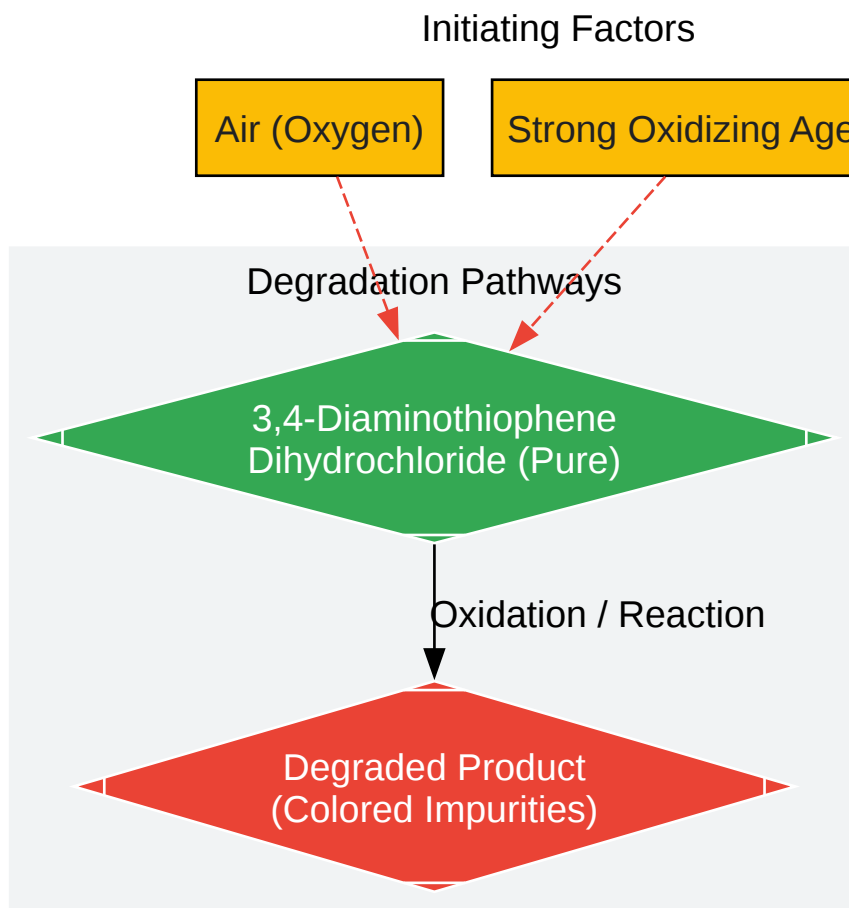 Initiating Factors
Air (Oxygen)
Strong Oxidizing Age
Degradation Pathways
3,4-Diaminothiophene
Dihydrochloride (Pure)
Oxidation / Reaction
Degraded Product
(Colored Impurities)